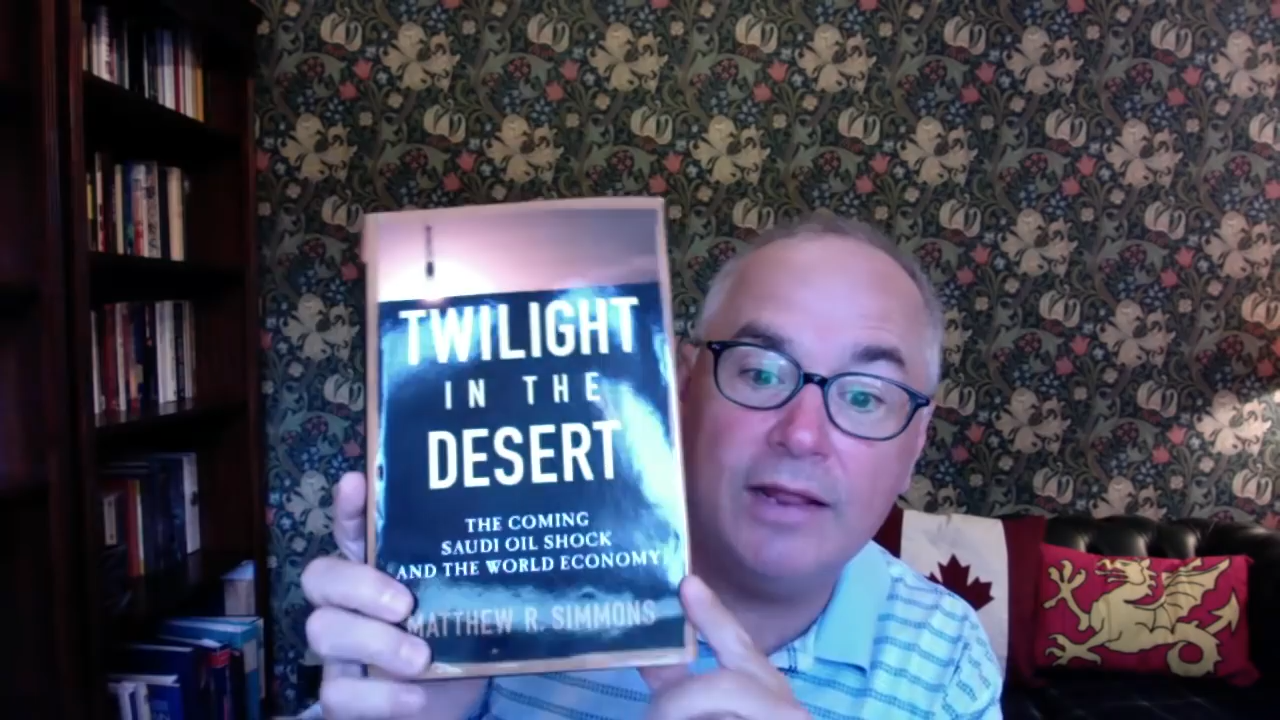 TWILIGHT
IN THE
DESERT
THE COMING
SAUDI OIL SHOCK
AND THE WORLD ECONOMY
MATTHEW R. SIMMONS